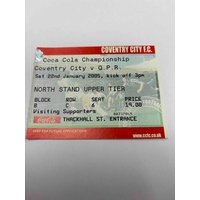 COVENTRY CITY F.C.
Coca Cola Championship
Coventry City v Q.P.R.
Sat 22nd January 2005, kick off 3pm
NORTH STAND UPPER TIER
BLOCK ROW SEAT PRICE
C 6 19.00
Visiting Supporters
THACKHALL ST. ENTRANCE
www.ccfc.co.uk